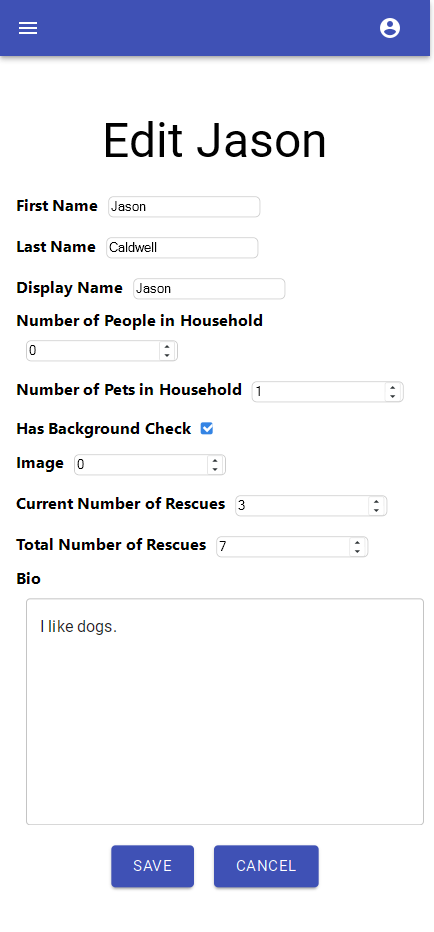 Edit Jason
First Name Jason
Last Name Caldwell
Display Name Jason
Number of People in Household
0
Number of Pets in Household 1
Has Background Check
Image 0
Current Number of Rescues 3
Total Number of Rescues 7
Bio
I like dogs.
SAVE CANCEL